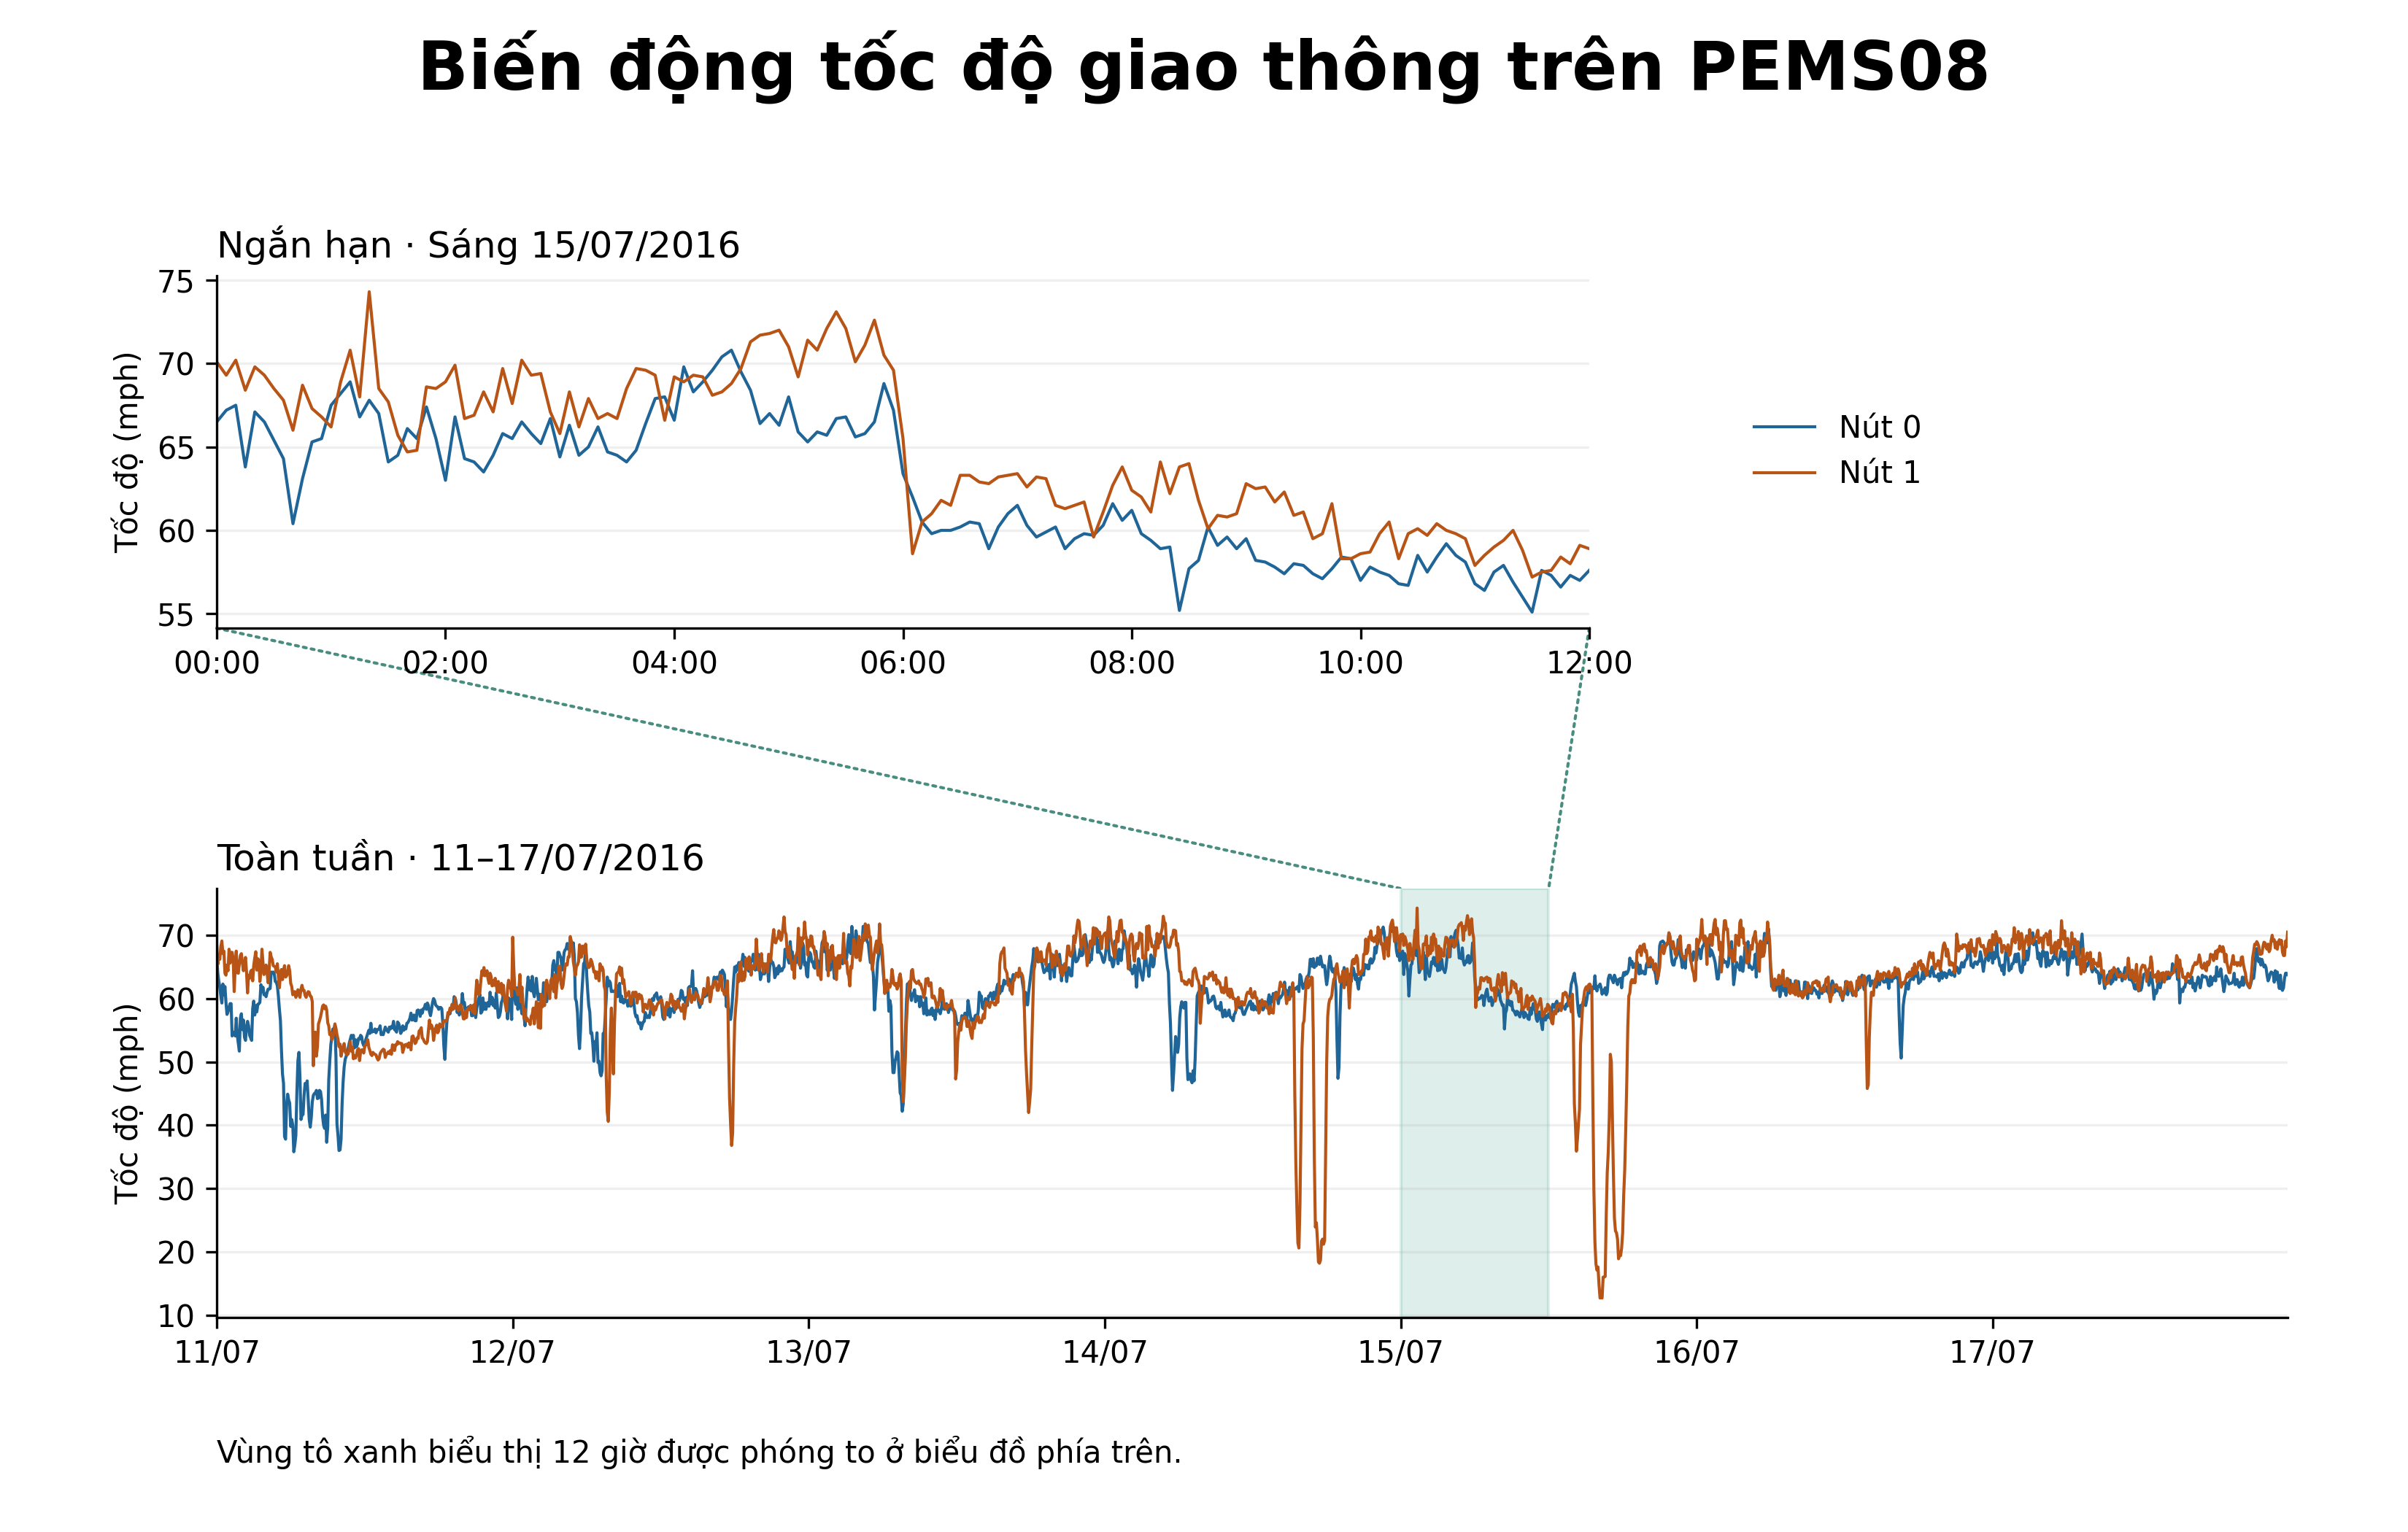 Biến động tốc độ giao thông trên PEMS08
Ngắn hạn · Sáng 15/07/2016
Tốc độ (mph)
75
70
65
60
55
00:00 02:00 04:00 06:00 08:00 10:00 12:00
Nút 0
Nút 1
Toàn tuần · 11–17/07/2016
Tốc độ (mph)
70
60
50
40
30
20
10
11/07 12/07 13/07 14/07 15/07 16/07 17/07
Vùng tô xanh biểu thị 12 giờ được phóng to ở biểu đồ phía trên.